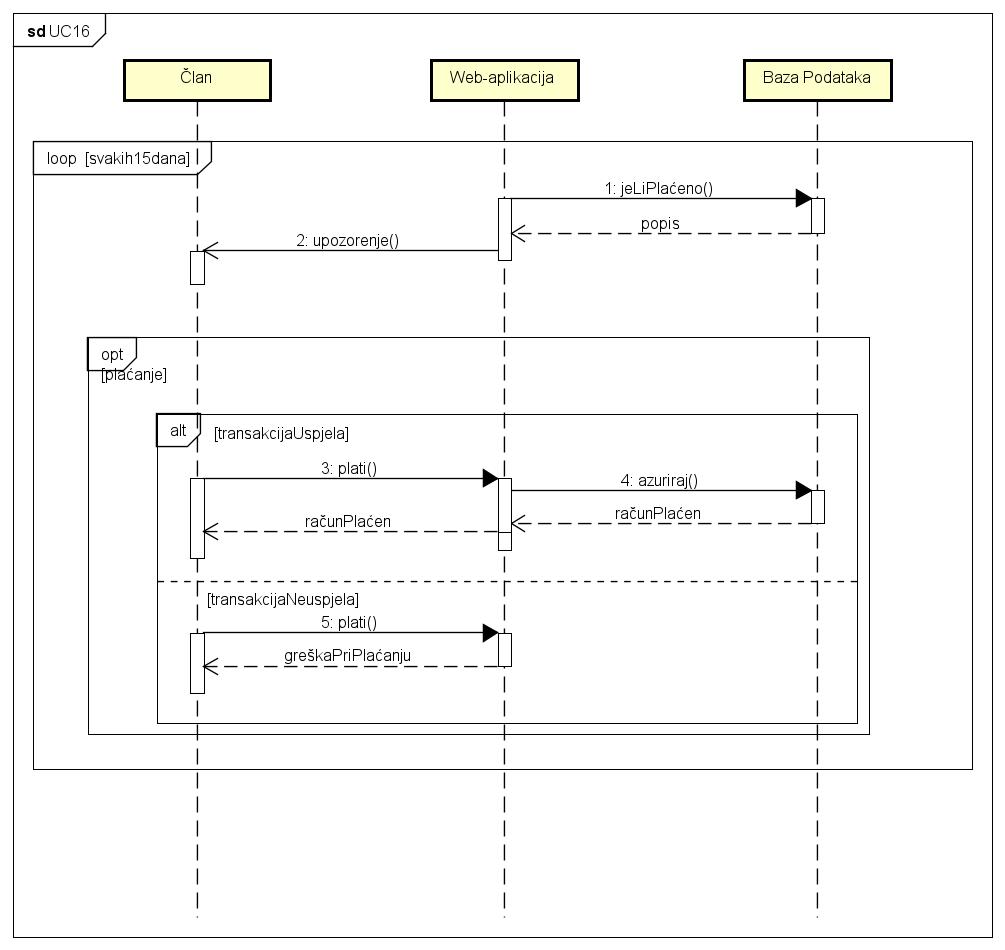 sd UC16
Član
Web-aplikacija
Baza Podataka
loop [svakih15dana]
1: jeLiPlaćeno()
popis
2: upozorenje()
opt
[plaćanje]
alt
[transakcijaUspjela]
3: plati()
4: azuriraj()
računPlaćen
računPlaćen
[transakcijaNeuspjela]
5: plati()
greškaPriPlaćanju